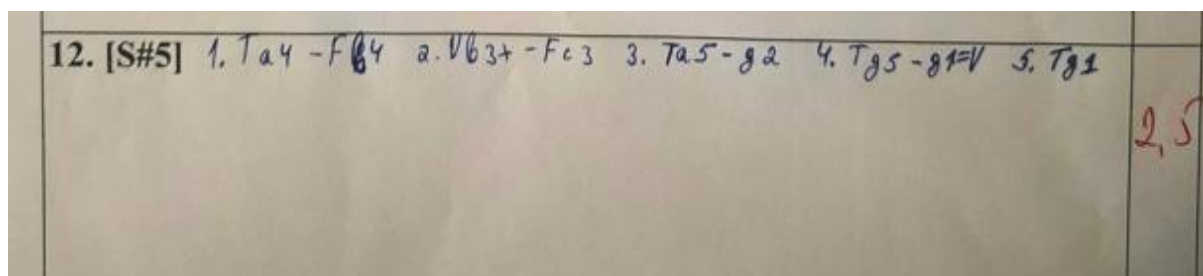 12. [S#5] 1. Ta4 - Fb4 2. Vb3+ - Fc3 3. Ta5 - g2 4. Tg5 - g1=V 5. Tg1
2,5